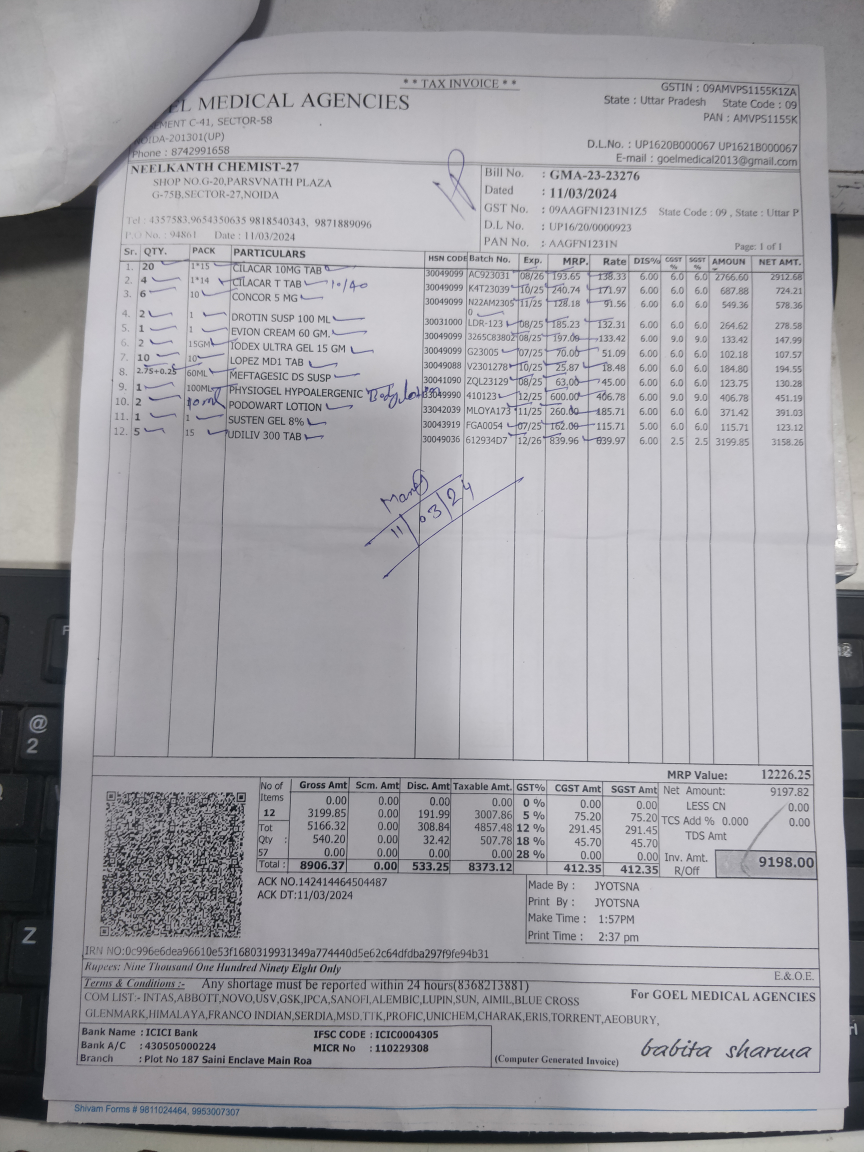 ** TAX INVOICE **
GSTIN : 09AMVPS1155K1ZA
State : Uttar Pradesh State Code : 09
PAN : AMVPS1155K
D.L.No. : UP1620B000067 UP1621B000067
E-mail : goelmedical2013@gmail.com
MEDICAL AGENCIES
C-41, SECTOR-58
NOIDA-201301(UP)
Phone : 8742991658
NEELKANTH CHEMIST-27
SHOP NO.G-20,PARSVNATH PLAZA
G-75B,SECTOR-27,NOIDA
Tel : 4357583,9654350635 9818540343, 9871889096
P.O No. : 94861 Date : 11/03/2024
Bill No. : GMA-23-23276
Dated : 11/03/2024
GST No. : 09AAGFN1231N1Z5 State Code : 09 , State : Uttar P
D.L No. : UP16/20/0000923
PAN No. : AAGFN1231N
Page: 1 of 1
Sr. QTY. PACK PARTICULARS HSN CODE Batch No. Exp. MRP. Rate DIS% CGST % SGST % AMOUN NET AMT.
1. 20 1*15 CILACAR 10MG TAB 30049099 AC923031 08/26 193.65 138.33 6.00 6.0 6.0 2766.60 2912.68
2. 4 1*14 CILACAR T TAB 10/40 30049099 K4T23039 10/25 240.74 171.97 6.00 6.0 6.0 687.88 724.21
3. 6 10 CONCOR 5 MG 30049099 N22AM2305 0 11/25 128.18 91.56 6.00 6.0 6.0 549.36 578.36
4. 2 1 DROTIN SUSP 100 ML 30031000 LDR-123 08/25 185.23 132.31 6.00 6.0 6.0 264.62 278.58
5. 1 1 EVION CREAM 60 GM. 30049099 3265C83802 08/25 197.00 133.42 6.00 9.0 9.0 133.42 147.99
6. 2 15GM IODEX ULTRA GEL 15 GM 30049099 G23005 07/25 70.00 51.09 6.00 6.0 6.0 102.18 107.57
7. 10 10 LOPEZ MD1 TAB 30049088 V2301278 10/25 25.87 18.48 6.00 6.0 6.0 184.80 194.55
8. 2.75+0.25 60ML MEFTAGESIC DS SUSP 30041090 ZQL23129 08/25 63.00 45.00 6.00 6.0 6.0 123.75 130.28
9. 1 100ML PHYSIOGEL HYPOALERGENIC Body lotion 33049990 410123 12/25 600.00 406.78 6.00 9.0 9.0 406.78 451.19
10. 2 10ml PODOWART LOTION 33042039 MLOYA173 11/25 260.00 185.71 6.00 6.0 6.0 371.42 391.03
11. 1 1 SUSTEN GEL 8% 30043919 FGA0054 07/25 162.00 115.71 5.00 6.0 6.0 115.71 123.12
12. 5 15 UDILIV 300 TAB 30049036 612934D7 12/26 839.96 639.97 6.00 2.5 2.5 3199.85 3158.26
11/03/24
MRP Value: 12226.25
No of Items Gross Amt Scm. Amt Disc. Amt Taxable Amt. GST% CGST Amt SGST Amt
0.00 0.00 0.00 0.00 0 % 0.00 0.00
12 3199.85 0.00 191.99 3007.86 5 % 75.20 75.20
Tot 5166.32 0.00 308.84 4857.48 12 % 291.45 291.45
Qty : 540.20 0.00 32.42 507.78 18 % 45.70 45.70
57 0.00 0.00 0.00 0.00 28 % 0.00 0.00
Total : 8906.37 0.00 533.25 8373.12 412.35 412.35
Net Amount: 9197.82
LESS CN 0.00
TCS Add % 0.000 0.00
TDS Amt
Inv. Amt. 9198.00
R/Off
ACK NO.142414464504487
ACK DT:11/03/2024
Made By : JYOTSNA
Print By : JYOTSNA
Make Time : 1:57PM
Print Time : 2:37 pm
IRN NO:0c996e6dea96610e53f1680319931349a774440d5e62c64dfdba297f9fe94b31
Rupees: Nine Thousand One Hundred Ninety Eight Only
E.& O.E.
Terms & Conditions :- Any shortage must be reported within 24 hours(8368213881)
COM LIST:- INTAS,ABBOTT,NOVO,USV,GSK,IPCA,SANOFI,ALEMBIC,LUPIN,SUN, AIMIL,BLUE CROSS
GLENMARK,HIMALAYA,FRANCO INDIAN,SERDIA,MSD,TTK,PROFIC,UNICHEM,CHARAK,ERIS,TORRENT,AEOBURY,
For GOEL MEDICAL AGENCIES
Bank Name : ICICI Bank IFSC CODE : ICIC0004305
Bank A/C : 430505000224 MICR No : 110229308
Branch : Plot No 187 Saini Enclave Main Roa
(Computer Generated Invoice)
babita sharma
Shivam Forms # 9811024464, 9953007307
@
2
Z